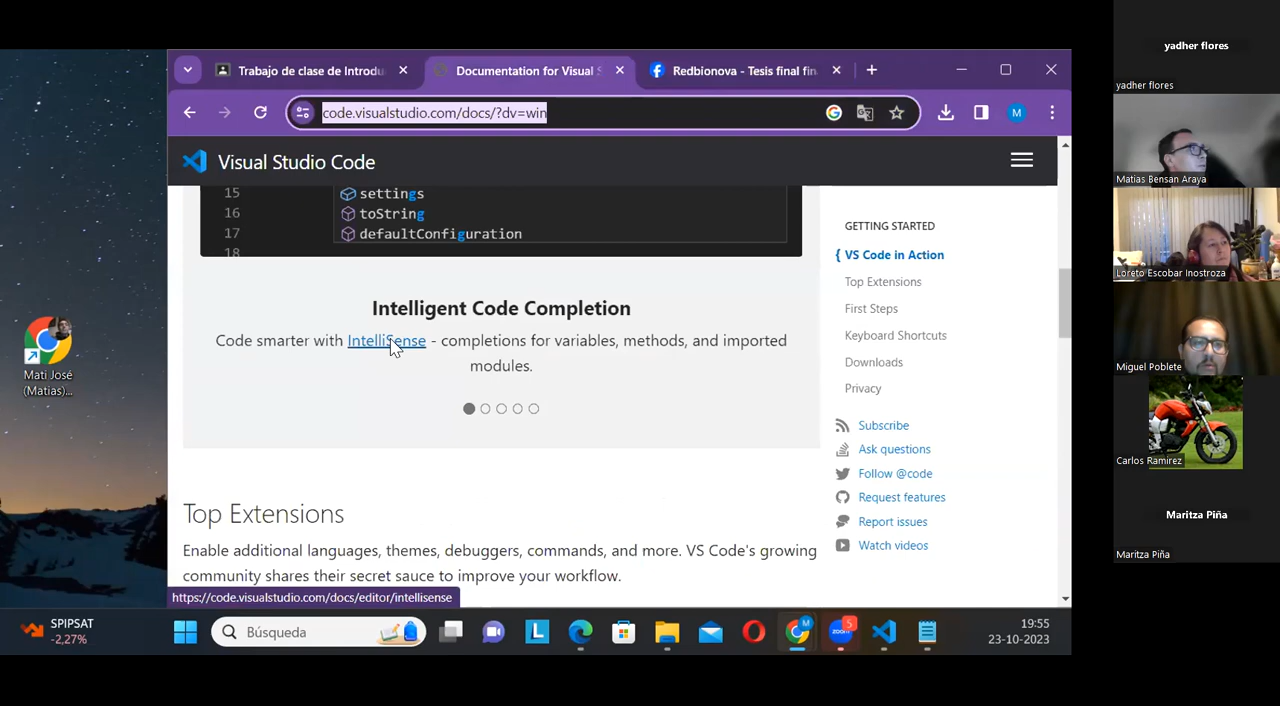 Trabajo de clase de Introdu
Documentation for Visual S
Redbionova - Tesis final fin
code.visualstudio.com/docs/?dv=win
M
Visual Studio Code
15 settings
16 toString
17 defaultConfiguration
18
Intelligent Code Completion
Code smarter with IntelliSense - completions for variables, methods, and imported
modules.
Top Extensions
Enable additional languages, themes, debuggers, commands, and more. VS Code's growing
community shares their secret sauce to improve your workflow.
https://code.visualstudio.com/docs/editor/intellisense
GETTING STARTED
{ VS Code in Action
Top Extensions
First Steps
Keyboard Shortcuts
Downloads
Privacy
Subscribe
Ask questions
Follow @code
Request features
Report issues
Watch videos
Mati José
(Matias)...
SPIPSAT
-2,27%
Búsqueda
L
zoom
5
M
19:55
23-10-2023
yadher flores
yadher flores
Matias Bensan Araya
Loreto Escobar Inostroza
Miguel Poblete
Carlos Ramirez
Maritza Piña
Maritza Piña